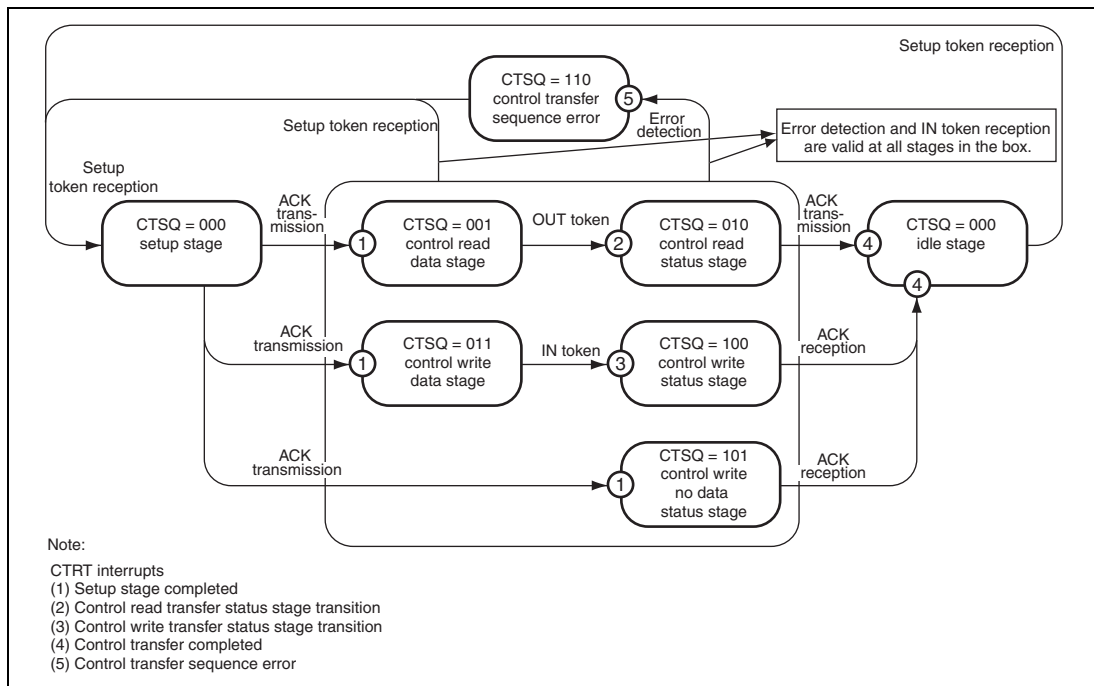 Setup token reception
CTSQ = 110
control transfer
sequence error
5
Setup token reception
Error
detection
Error detection and IN token reception
are valid at all stages in the box.
Setup
token reception
CTSQ = 000
setup stage
ACK
trans-
mission
1
CTSQ = 001
control read
data stage
OUT token
2
CTSQ = 010
control read
status stage
ACK
trans-
mission
4
CTSQ = 000
idle stage
4
ACK
transmission
1
CTSQ = 011
control write
data stage
IN token
3
CTSQ = 100
control write
status stage
ACK
reception
ACK
transmission
1
CTSQ = 101
control write
no data
status stage
ACK
reception
Note:
CTRT interrupts
(1) Setup stage completed
(2) Control read transfer status stage transition
(3) Control write transfer status stage transition
(4) Control transfer completed
(5) Control transfer sequence error